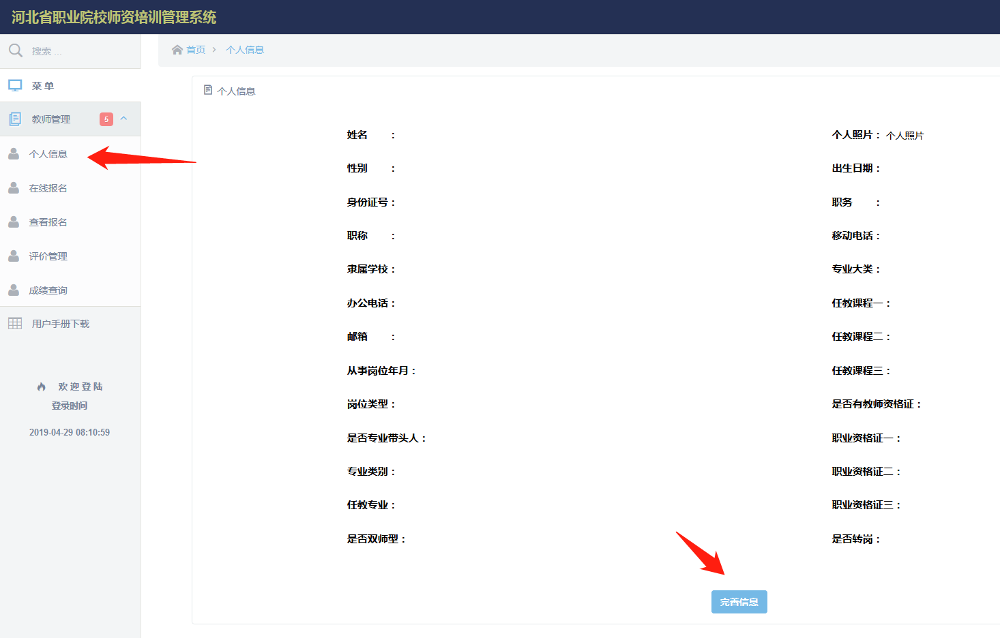 河北省职业院校师资培训管理系统
搜索 ...
首页 > 个人信息
菜 单
教师管理 5
个人信息
在线报名
查看报名
评价管理
成绩查询
用户手册下载
欢 迎 登 陆
登录时间
2019-04-29 08:10:59
个人信息
姓名 ：
个人照片： 个人照片
性别 ：
出生日期：
身份证号：
职务 ：
职称 ：
移动电话：
隶属学校：
专业大类：
办公电话：
任教课程一：
邮箱 ：
任教课程二：
从事岗位年月：
任教课程三：
岗位类型：
是否有教师资格证：
是否专业带头人：
职业资格证一：
专业类别：
职业资格证二：
任教专业：
职业资格证三：
是否双师型：
是否转岗：
完善信息